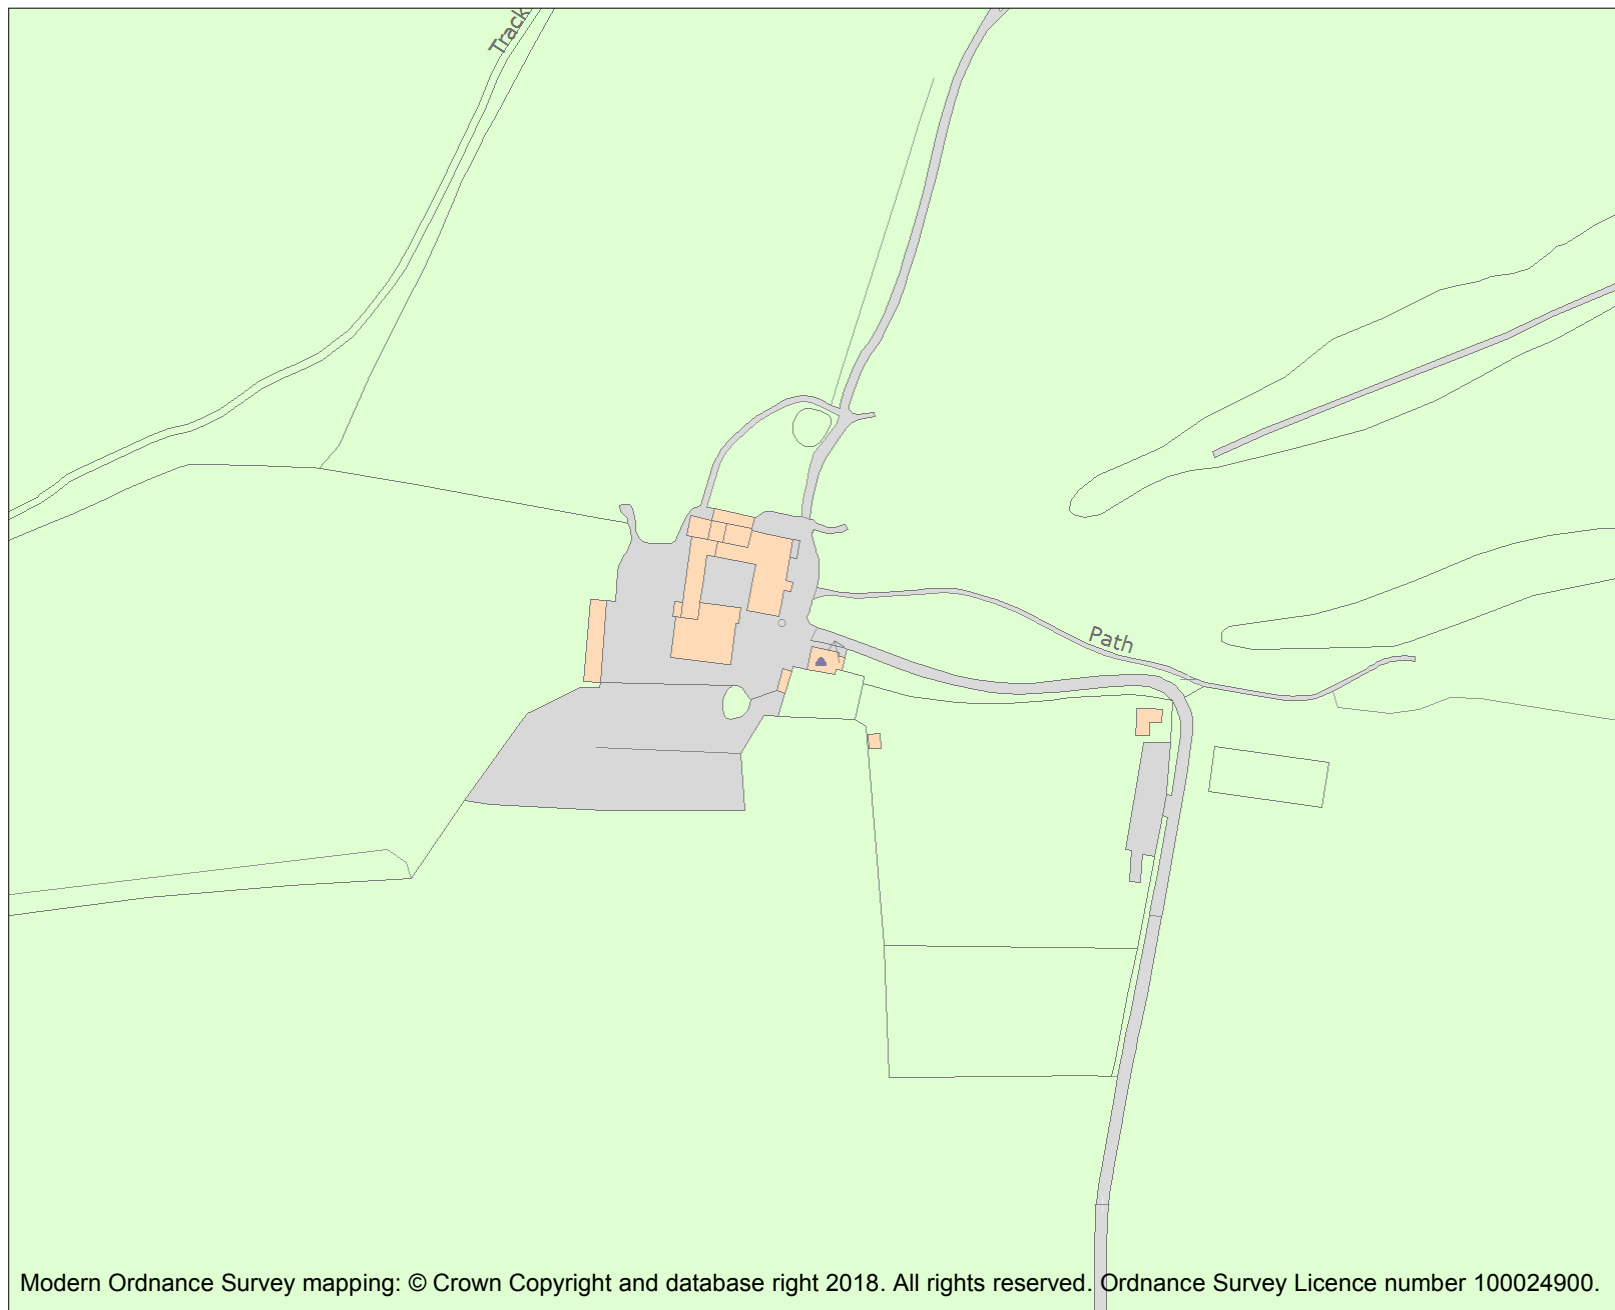 Track
Path
Modern Ordnance Survey mapping: © Crown Copyright and database right 2018. All rights reserved. Ordnance Survey Licence number 100024900.